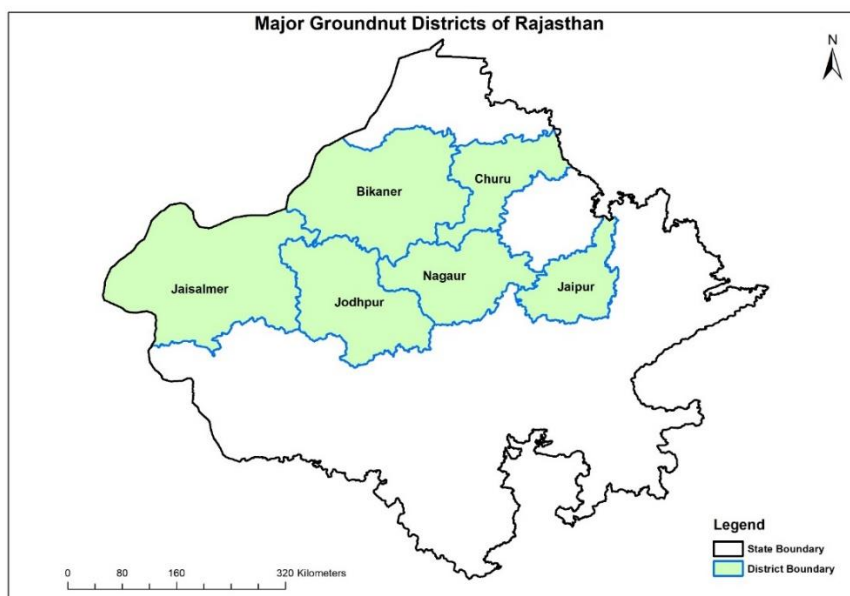 Major Groundnut Districts of Rajasthan
N
Bikaner
Churu
Jaisalmer
Jodhpur
Nagaur
Jaipur
Legend
State Boundary
District Boundary
0 80 160 320 Kilometers